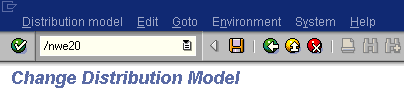 Distribution model Edit Goto Environment System Help
/nwe20
Change Distribution Model